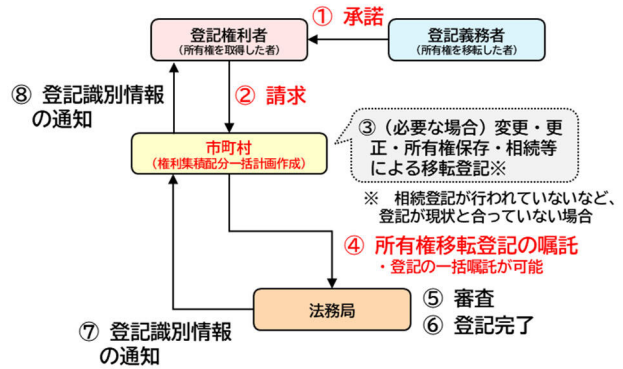 ① 承諾
登記権利者
（所有権を取得した者）
登記義務者
（所有権を移転した者）
② 請求
⑧ 登記識別情報
の通知
市町村
（権利集積配分一括計画作成）
③（必要な場合）変更・更
正・所有権保存・相続等
による移転登記※
※　相続登記が行われていないなど、
登記が現状と合っていない場合
④ 所有権移転登記の嘱託
・登記の一括嘱託が可能
法務局
⑤ 審査
⑥ 登記完了
⑦ 登記識別情報
の通知